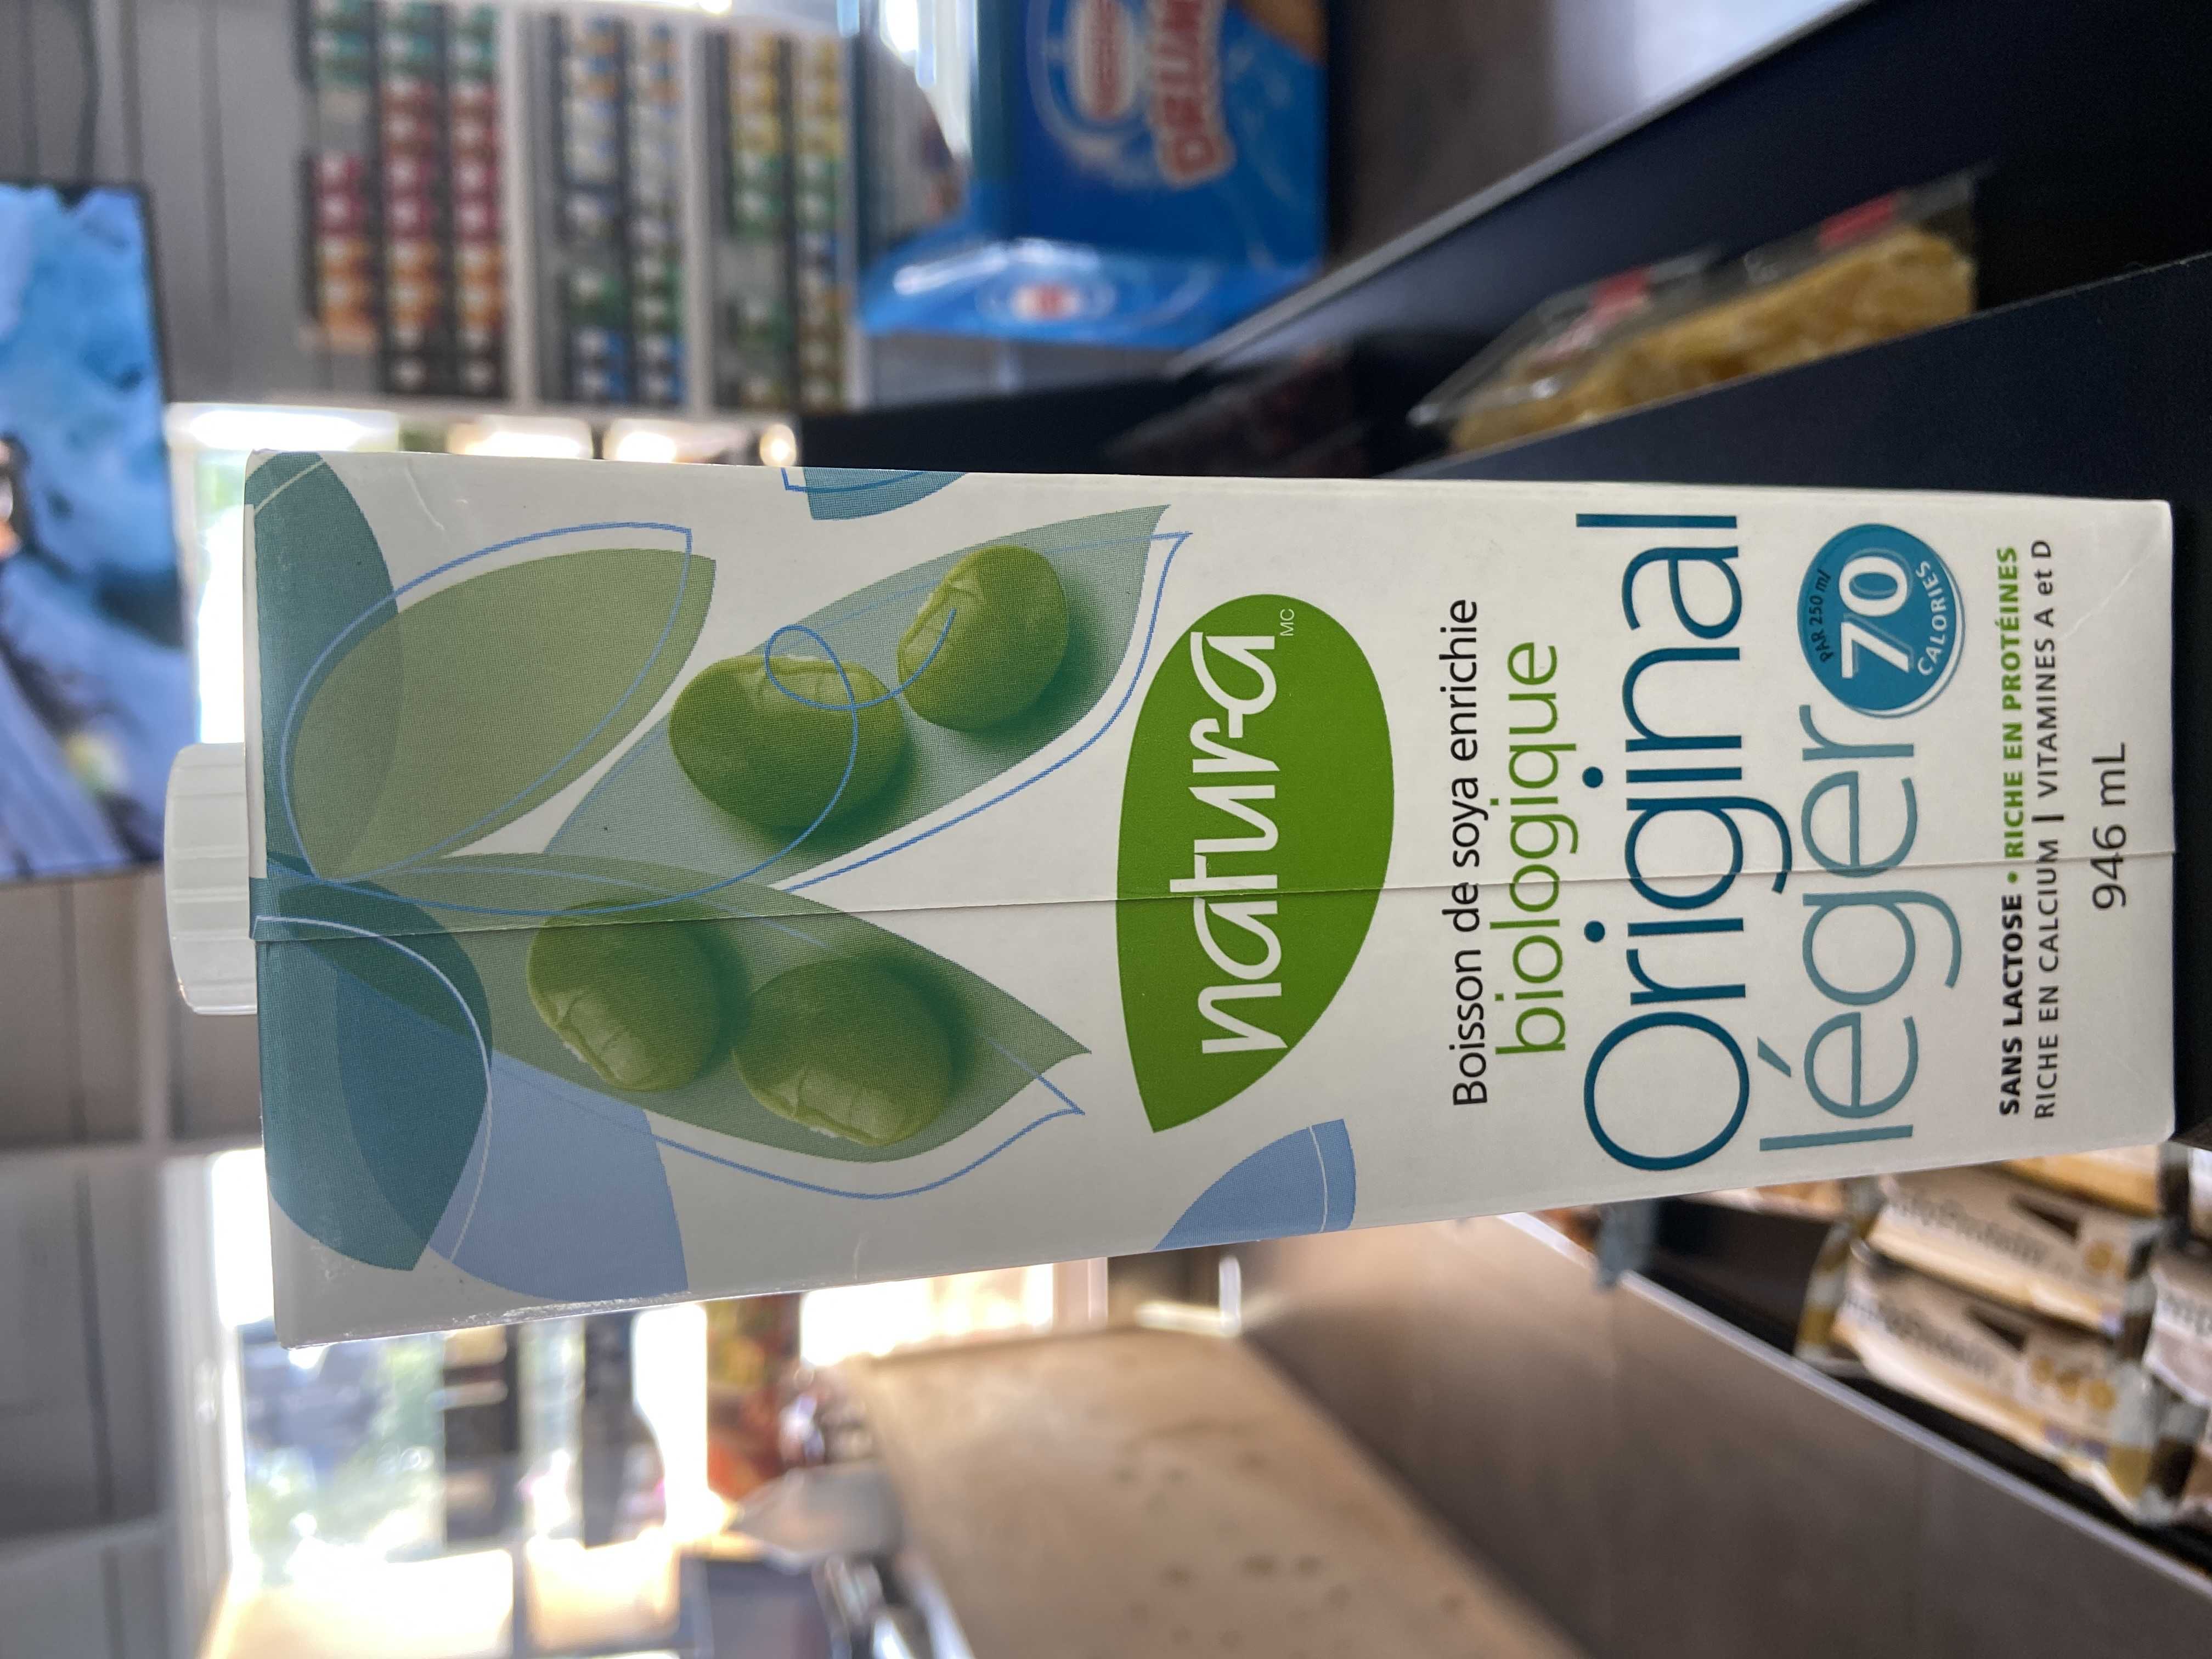 natura
MC
Boisson de soya enrichie
biologique
Original
léger
PAR 250 ml
70
CALORIES
SANS LACTOSE • RICHE EN PROTÉINES
RICHE EN CALCIUM | VITAMINES A et D
946 mL